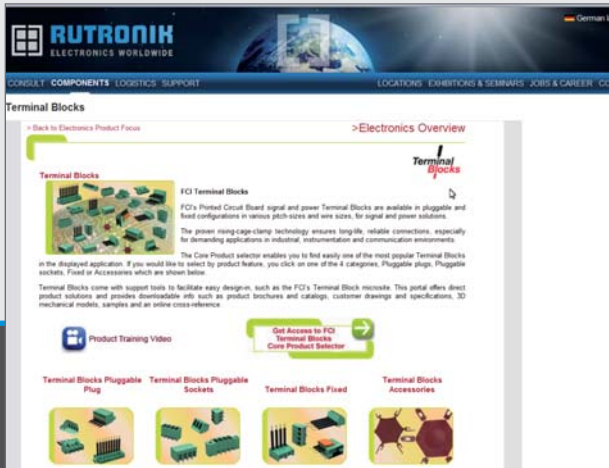 German
RUTRONIK
ELECTRONICS WORLDWIDE
CONSULT COMPONENTS LOGISTICS SUPPORT
LOCATIONS EXHIBITIONS & SEMINARS JOBS & CAREER CO
Terminal Blocks
> Back to Electronics Product Focus
>Electronics Overview
Terminal
Blocks
Terminal Blocks
FCI Terminal Blocks
FCI's Printed Circuit Board signal and power Terminal Blocks are available in pluggable and
fixed configurations in various pitch-sizes and wire sizes, for signal and power solutions.
The proven rising-cage-clamp technology ensures long-life, reliable connections, especially
for demanding applications in industrial, instrumentation and communication environments.
The Core Product selector enables you to find easily one of the most popular Terminal Blocks
in the displayed application. If you would like to select by product feature, you click on one of the 4 categories, Pluggable plugs, Pluggable
sockets, Fixed or Accessories which are shown below.
Terminal Blocks come with support tools to facilitate easy design-in, such as the FCI's Terminal Block microsite. This portal offers direct
product solutions and provides downloadable info such as product brochures and catalogs, customer drawings and specifications, 3D
mechanical models, samples and an online cross-reference.
Product Training Video
Get Access to FCI
Terminal Blocks
Core Product Selector
Terminal Blocks Pluggable
Plug
Terminal Blocks Pluggable
Sockets
Terminal Blocks Fixed
Terminal Blocks
Accessories